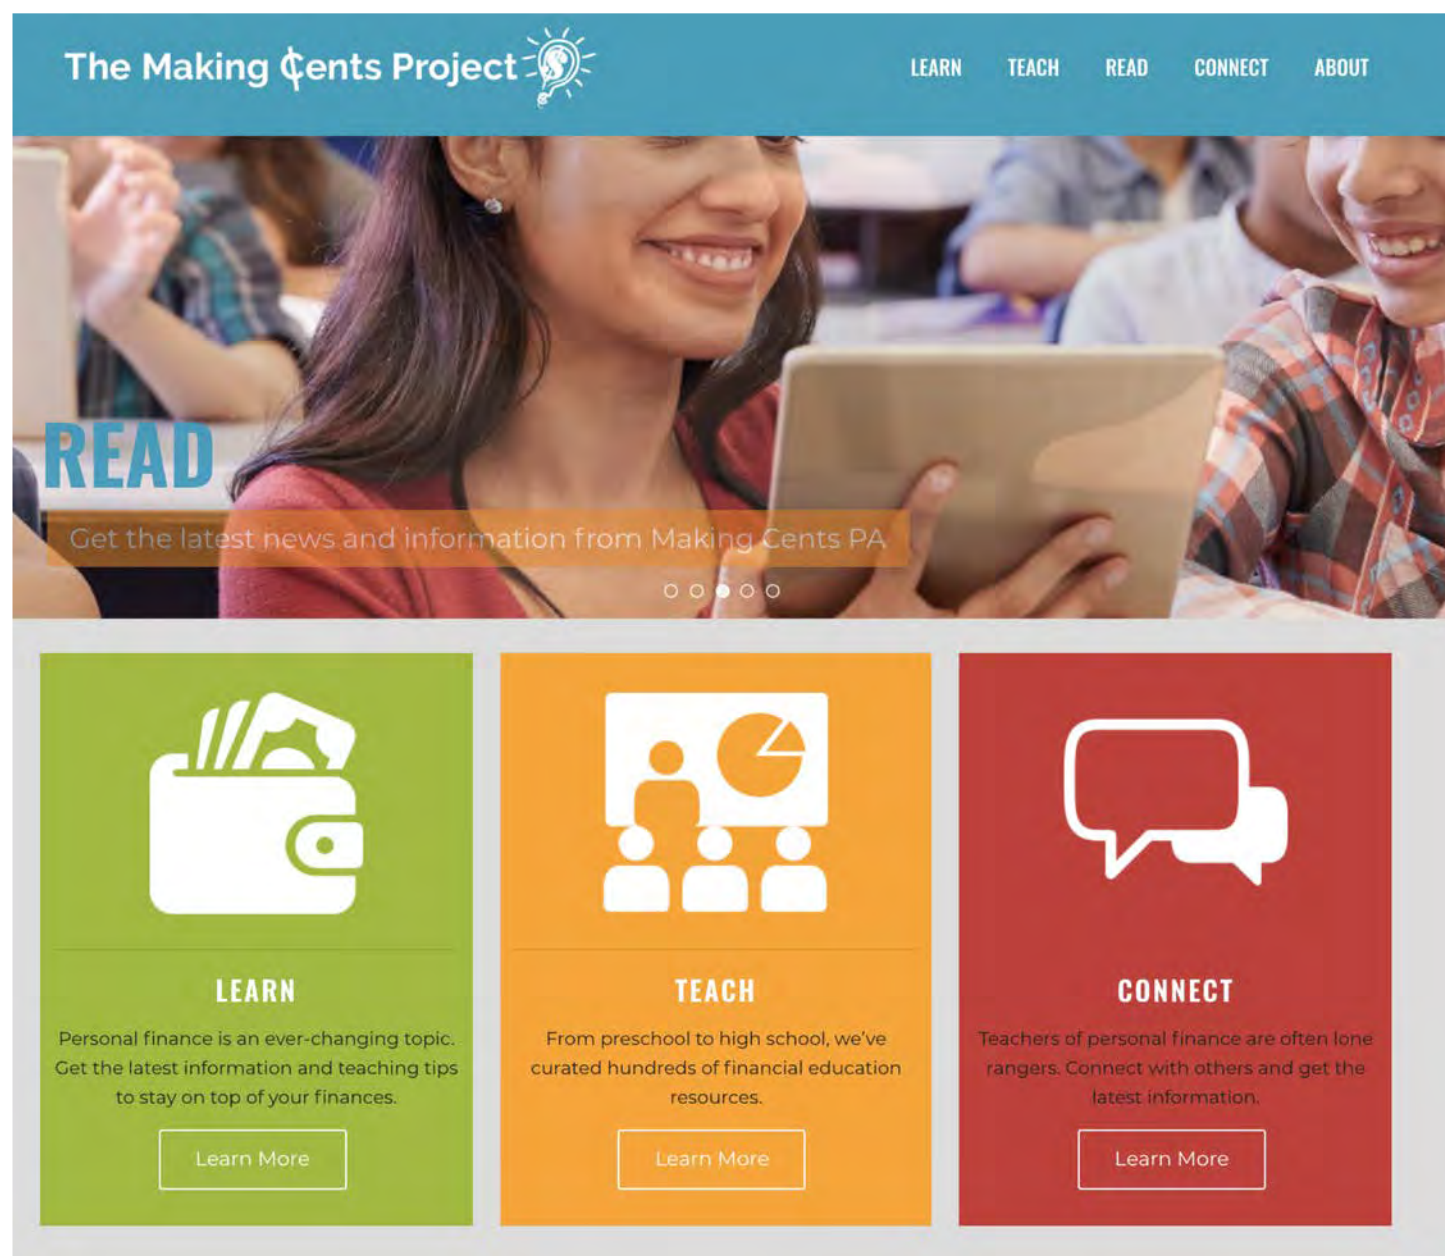 The Making ¢ents Project
LEARN TEACH READ CONNECT ABOUT
READ
Get the latest news and information from Making Cents PA
LEARN
Personal finance is an ever-changing topic.
Get the latest information and teaching tips
to stay on top of your finances.
Learn More
TEACH
From preschool to high school, we've
curated hundreds of financial education
resources.
Learn More
CONNECT
Teachers of personal finance are often lone
rangers. Connect with others and get the
latest information.
Learn More